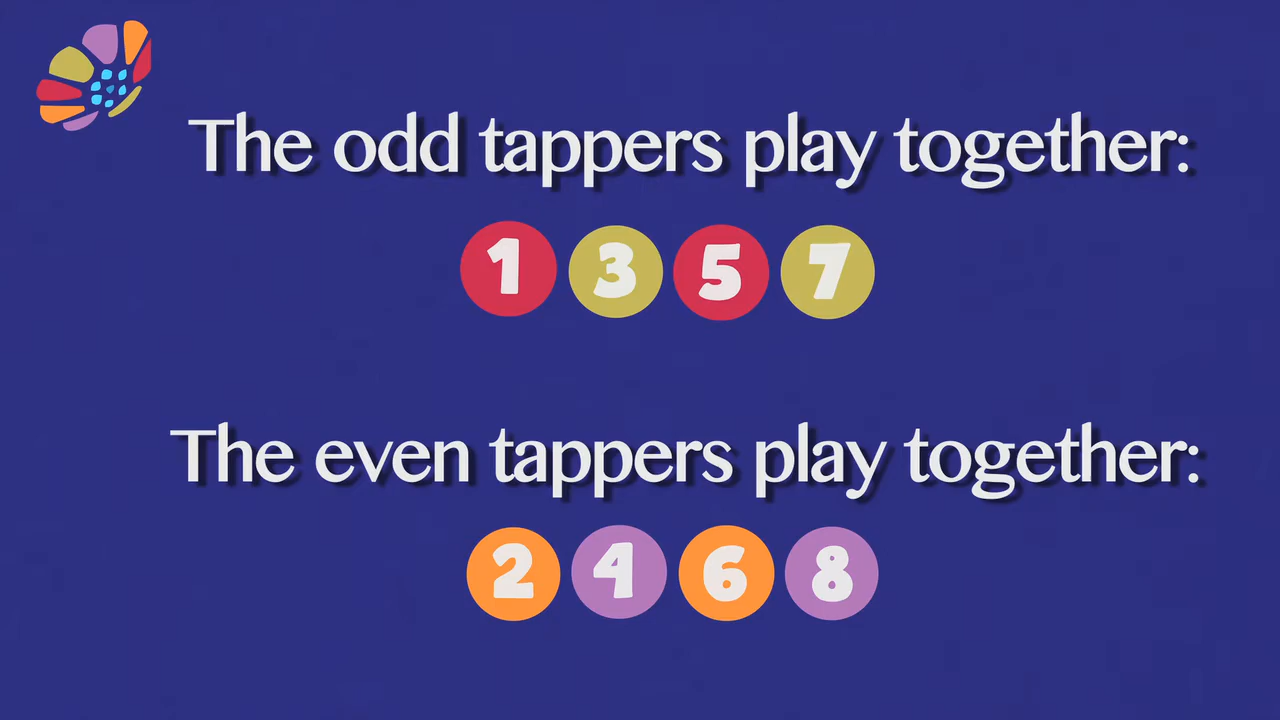 The odd tappers play together:
1 3 5 7
The even tappers play together:
2 4 6 8